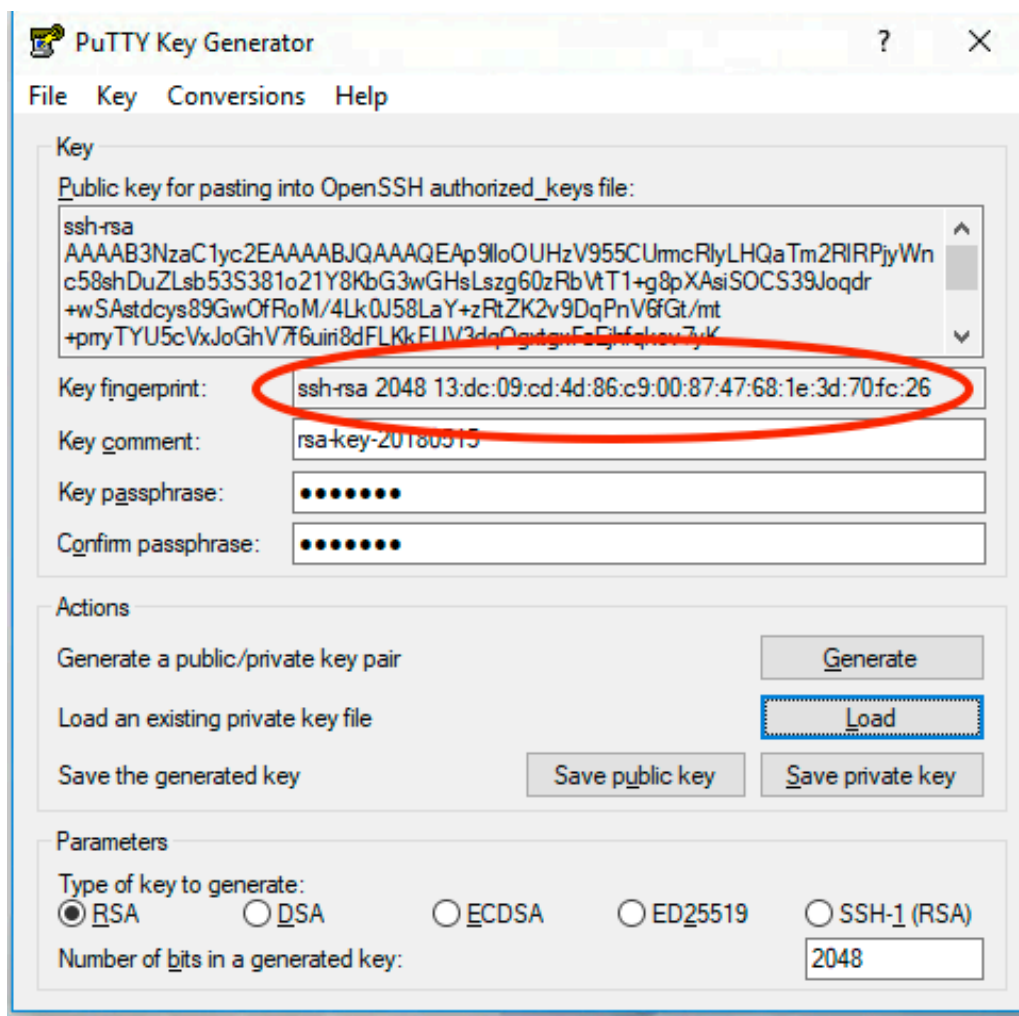 PuTTY Key Generator ? ×
File Key Conversions Help
Key
Public key for pasting into OpenSSH authorized_keys file:
ssh-rsa
c58shDuZLsb53S381o21Y8KbG3wGHsLszg60zRbVtT1+g8pXAsiSOCS39Joqdr
+wSAstdcys89GwOfRoM/4Lk0J58LaY+zRtZK2v9DqPnV6fGt/mt
+prryTYU5cVxJoGhV7f6uiri8dFLKkFUV3dqOgxtgxFaEjhfqkov7yK
Key fingerprint: ssh-rsa 2048 13:dc:09:cd:4d:86:c9:00:87:47:68:1e:3d:70:fc:26
Key comment: rsa-key-20180515
Key passphrase: ●●●●●●●
Confirm passphrase: ●●●●●●●
Actions
Generate a public/private key pair Generate
Load an existing private key file Load
Save the generated key Save public key Save private key
Parameters
Type of key to generate:
RSA DSA ECDSA ED25519 SSH-1 (RSA)
Number of bits in a generated key: 2048